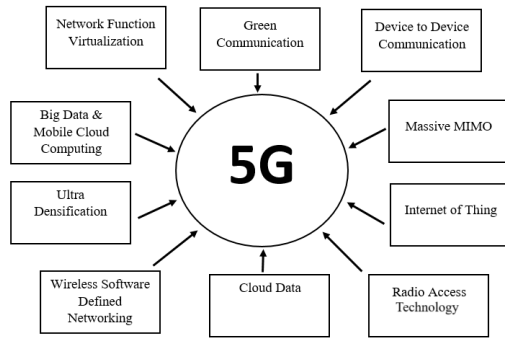 Network Function
Virtualization
Green
Communication
Device to Device
Communication
Big Data &
Mobile Cloud
Computing
5G
Massive MIMO
Ultra
Densification
Internet of Thing
Wireless Software
Defined
Networking
Cloud Data
Radio Access
Technology